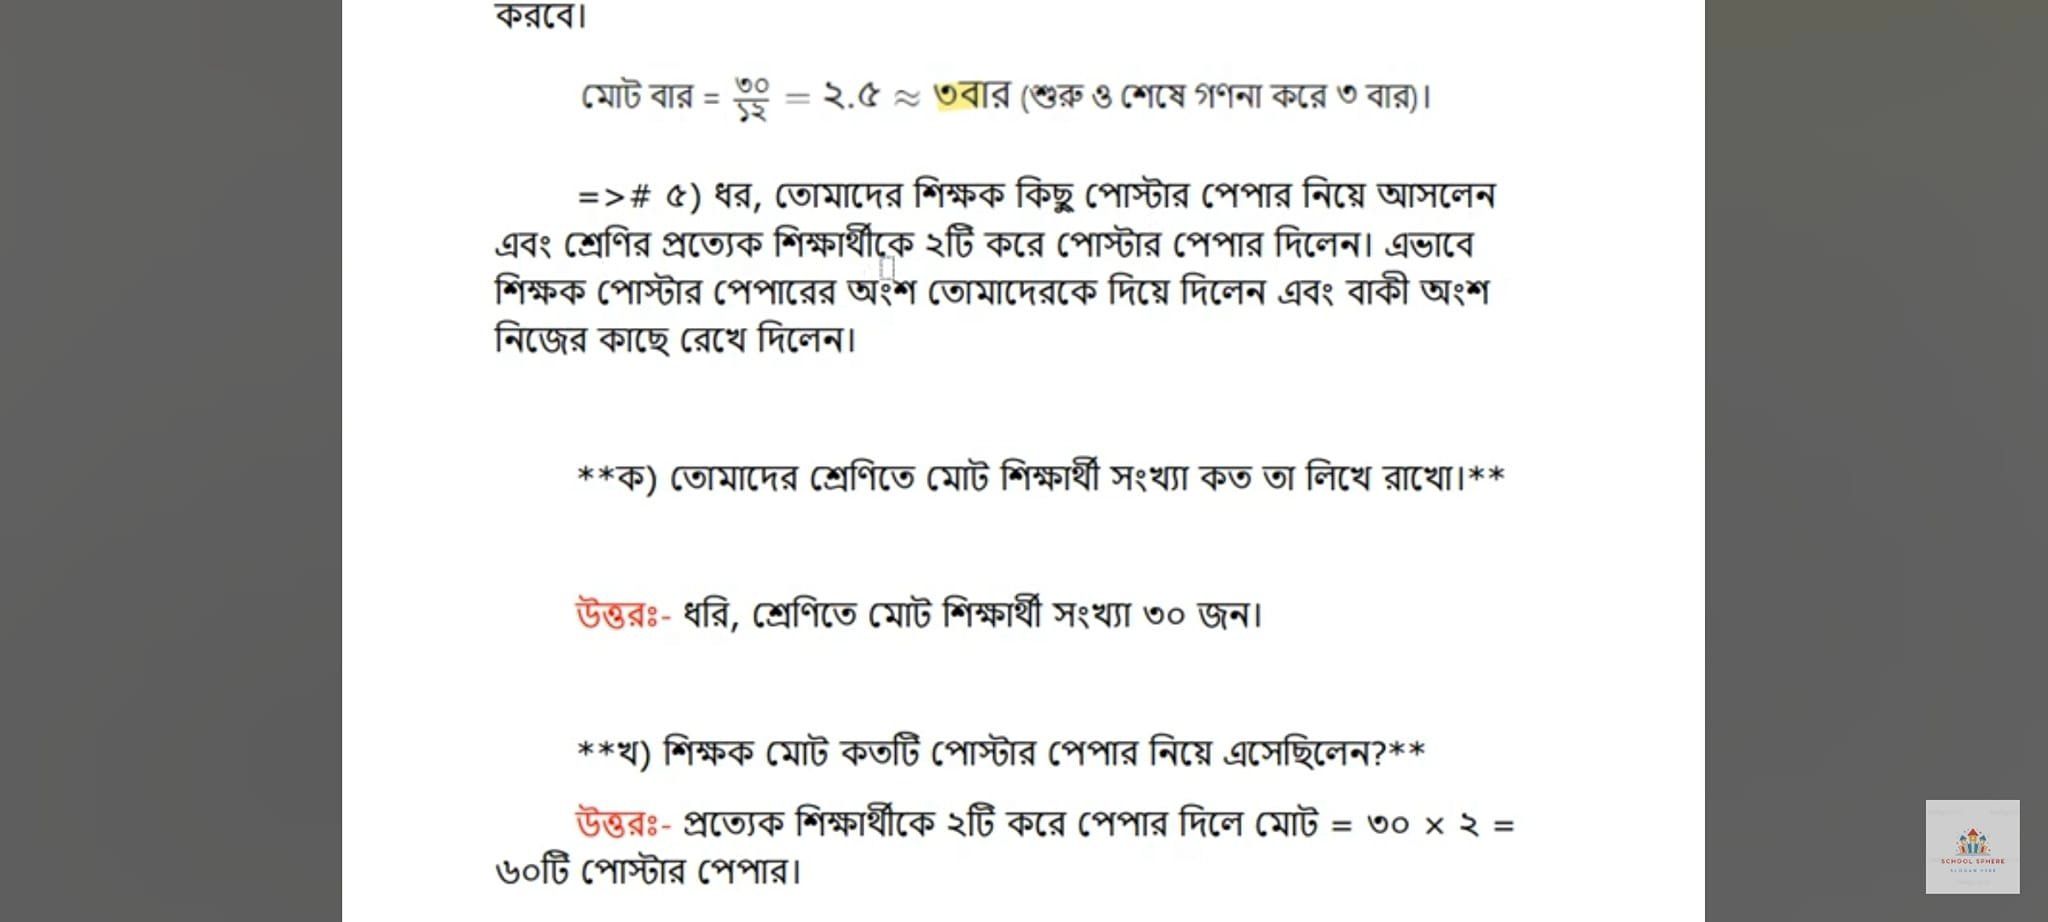 করবে।
মোট বার = ৩০/১২ = ২.৫ ≈ ৩বার (শুরু ও শেষে গণনা করে ৩ বার)।
=># ৫) ধর, তোমাদের শিক্ষক কিছু পোস্টার পেপার নিয়ে আসলেন
এবং শ্রেণির প্রত্যেক শিক্ষার্থীকে ২টি করে পোস্টার পেপার দিলেন। এভাবে
শিক্ষক পোস্টার পেপারের অংশ তোমাদেরকে দিয়ে দিলেন এবং বাকী অংশ
নিজের কাছে রেখে দিলেন।
**ক) তোমাদের শ্রেণিতে মোট শিক্ষার্থী সংখ্যা কত তা লিখে রাখো।**
উত্তরঃ- ধরি, শ্রেণিতে মোট শিক্ষার্থী সংখ্যা ৩০ জন।
**খ) শিক্ষক মোট কতটি পোস্টার পেপার নিয়ে এসেছিলেন?**
উত্তরঃ- প্রত্যেক শিক্ষার্থীকে ২টি করে পেপার দিলে মোট = ৩০ × ২ =
৬০টি পোস্টার পেপার।
SCHOOL SPHERE
SLOGAN HERE